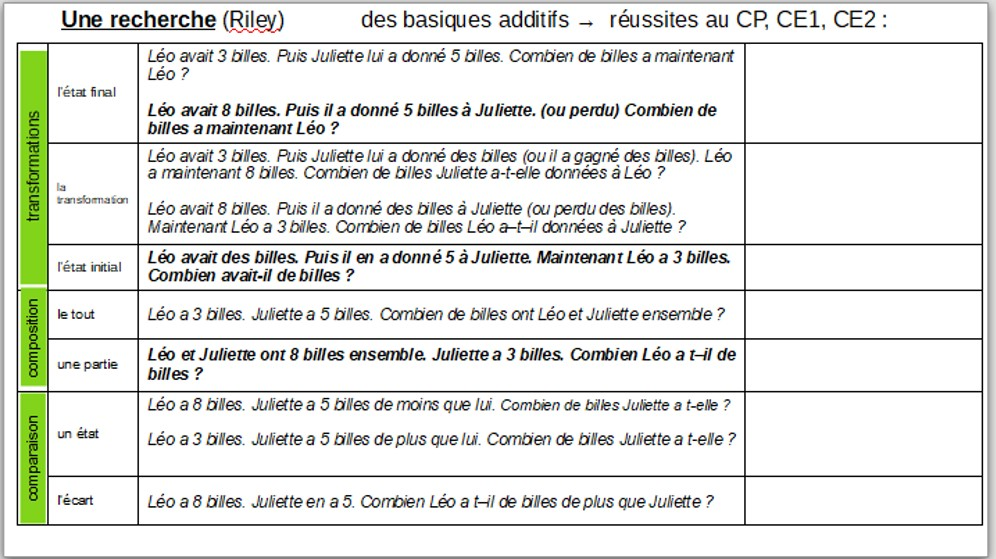 Une recherche (Riley) des basiques additifs → réussites au CP, CE1, CE2 :
transformations
l'état final
Léo avait 3 billes. Puis Juliette lui a donné 5 billes. Combien de billes a maintenant
Léo ?
Léo avait 8 billes. Puis il a donné 5 billes à Juliette. (ou perdu) Combien de
billes a maintenant Léo ?
la
transformation
Léo avait 3 billes. Puis Juliette lui a donné des billes (ou il a gagné des billes). Léo
a maintenant 8 billes. Combien de billes Juliette a-t-elle données à Léo ?
Léo avait 8 billes. Puis il a donné des billes à Juliette (ou perdu des billes).
Maintenant Léo a 3 billes. Combien de billes Léo a–t–il données à Juliette ?
l'état initial
Léo avait des billes. Puis il en a donné 5 à Juliette. Maintenant Léo a 3 billes.
Combien avait-il de billes ?
composition
le tout
Léo a 3 billes. Juliette a 5 billes. Combien de billes ont Léo et Juliette ensemble ?
une partie
Léo et Juliette ont 8 billes ensemble. Juliette a 3 billes. Combien Léo a t–il de
billes ?
comparaison
un état
Léo a 8 billes. Juliette a 5 billes de moins que lui. Combien de billes Juliette a t-elle ?
Léo a 3 billes. Juliette a 5 billes de plus que lui. Combien de billes Juliette a t-elle ?
l'écart
Léo a 8 billes. Juliette en a 5. Combien Léo a t–il de billes de plus que Juliette ?